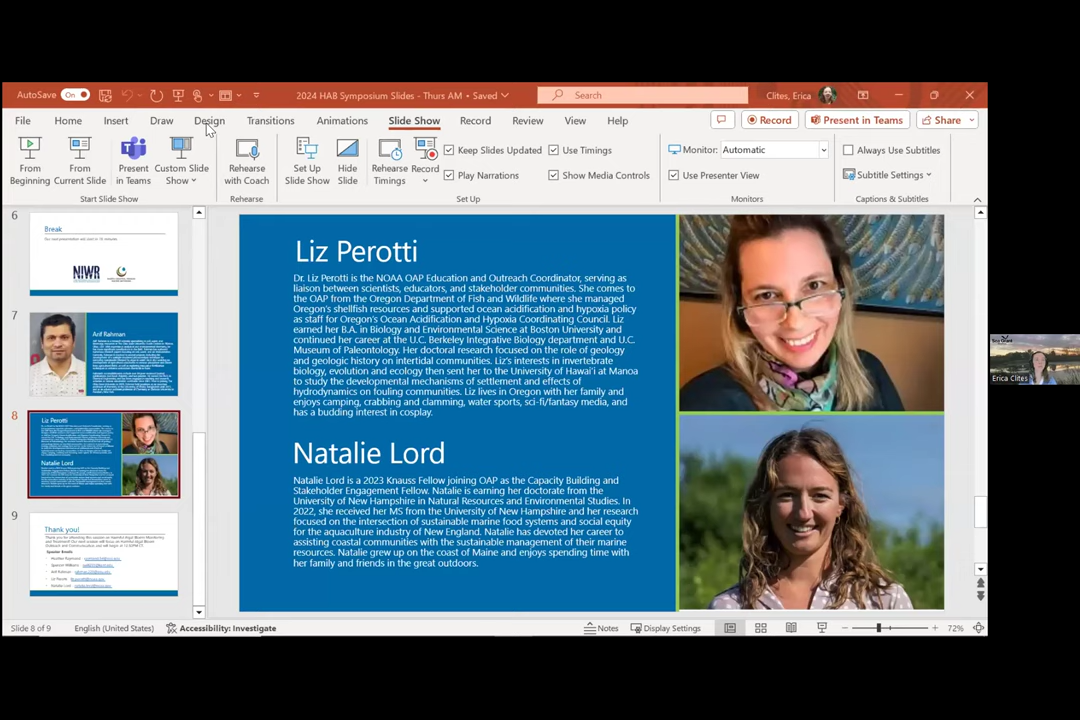 AutoSave On
2024 HAB Symposium Slides - Thurs AM • Saved
Search
Clites, Erica
File Home Insert Draw Design Transitions Animations Slide Show Record Review View Help
Record
Present in Teams
Share
From Beginning
From Current Slide
Present in Teams
Custom Slide Show
Rehearse with Coach
Set Up Slide Show
Hide Slide
Rehearse Timings
Record
Keep Slides Updated
Use Timings
Play Narrations
Show Media Controls
Monitor: Automatic
Use Presenter View
Always Use Subtitles
Subtitle Settings
Start Slide Show
Rehearse
Set Up
Monitors
Captions & Subtitles
6
Break
NIWR
7
Arif Rahman
8
Liz Perotti
Natalie Lord
9
Thank you!
Liz Perotti
Dr. Liz Perotti is the NOAA OAP Education and Outreach Coordinator, serving as
liaison between scientists, educators, and stakeholder communities. She comes to
the OAP from the Oregon Department of Fish and Wildlife where she managed
Oregon's shellfish resources and supported ocean acidification and hypoxia policy
as staff for Oregon's Ocean Acidification and Hypoxia Coordinating Council. Liz
earned her B.A. in Biology and Environmental Science at Boston University and
continued her career at the U.C. Berkeley Integrative Biology department and U.C.
Museum of Paleontology. Her doctoral research focused on the role of geology
and geologic history on intertidal communities. Liz's interests in invertebrate
biology, evolution and ecology then sent her to the University of Hawai'i at Manoa
to study the developmental mechanisms of settlement and effects of
hydrodynamics on fouling communities. Liz lives in Oregon with her family and
enjoys camping, crabbing and clamming, water sports, sci-fi/fantasy media, and
has a budding interest in cosplay.
Natalie Lord
Natalie Lord is a 2023 Knauss Fellow joining OAP as the Capacity Building and
Stakeholder Engagement Fellow. Natalie is earning her doctorate from the
University of New Hampshire in Natural Resources and Environmental Studies. In
2022, she received her MS from the University of New Hampshire and her research
focused on the intersection of sustainable marine food systems and social equity
for the aquaculture industry of New England. Natalie has devoted her career to
assisting coastal communities with the sustainable management of their marine
resources. Natalie grew up on the coast of Maine and enjoys spending time with
her family and friends in the great outdoors.
Erica Clites
Slide 8 of 9
English (United States)
Accessibility: Investigate
Notes
Display Settings
72%